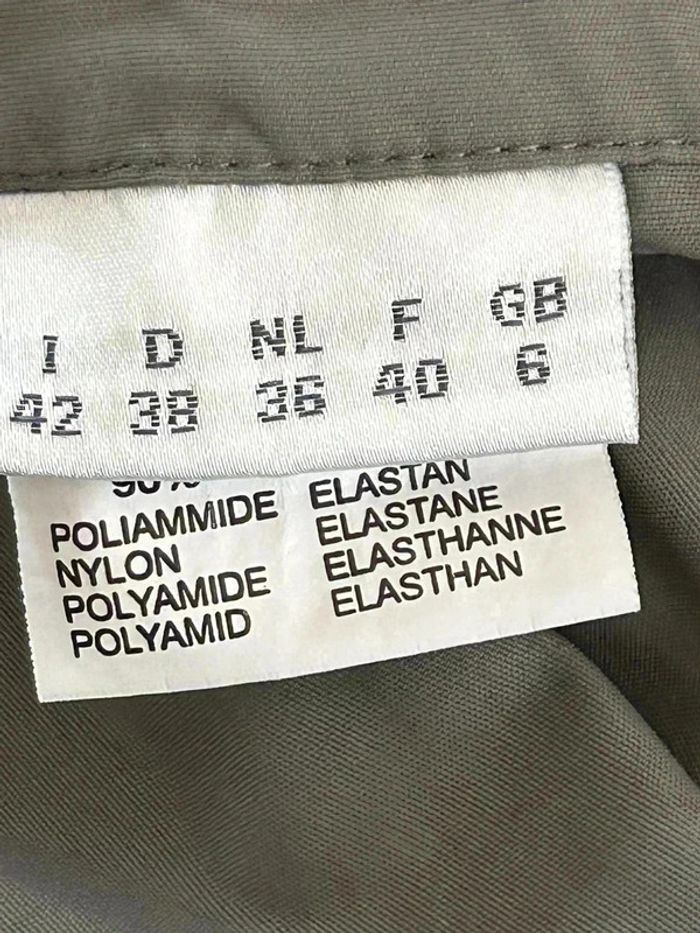 I D NL F GB
42 38 36 40 6
ELASTAN
POLIAMMIDE ELASTANE
NYLON ELASTHANNE
POLYAMIDE ELASTHAN
POLYAMID